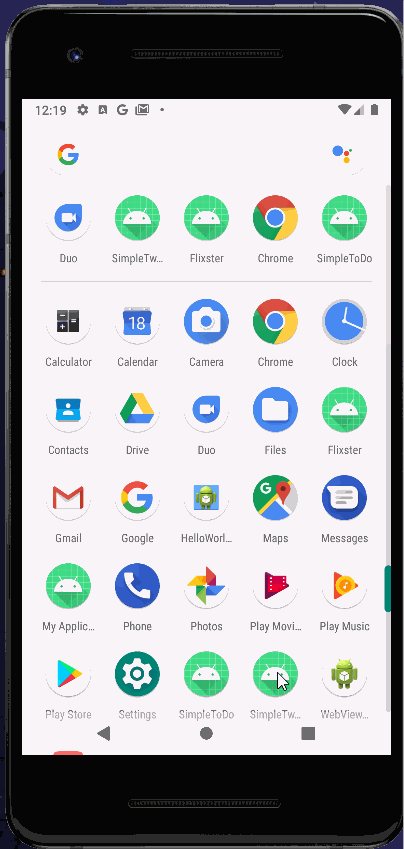 12:19
Duo SimpleTw... Flixster Chrome SimpleToDo
Calculator Calendar Camera Chrome Clock
Contacts Drive Duo Files Flixster
Gmail Google HelloWorl... Maps Messages
My Applic... Phone Photos Play Movi... Play Music
Play Store Settings SimpleToDo SimpleTw... WebView...